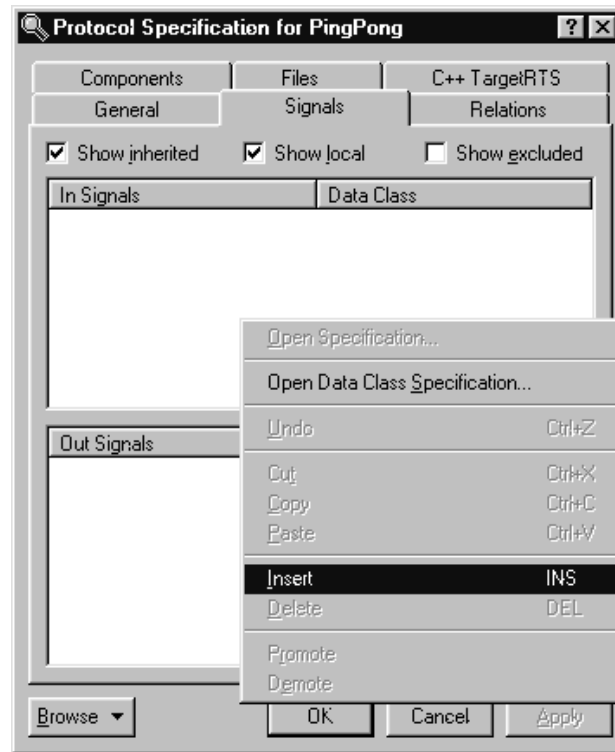 Protocol Specification for PingPong
Components Files C++ TargetRTS
General Signals Relations
Show inherited Show local Show excluded
In Signals Data Class
Open Specification...
Open Data Class Specification...
Undo Ctrl+Z
Out Signals
Cut Ctrl+X
Copy Ctrl+C
Paste Ctrl+V
Insert INS
Delete DEL
Promote
Demote
Browse OK Cancel Apply